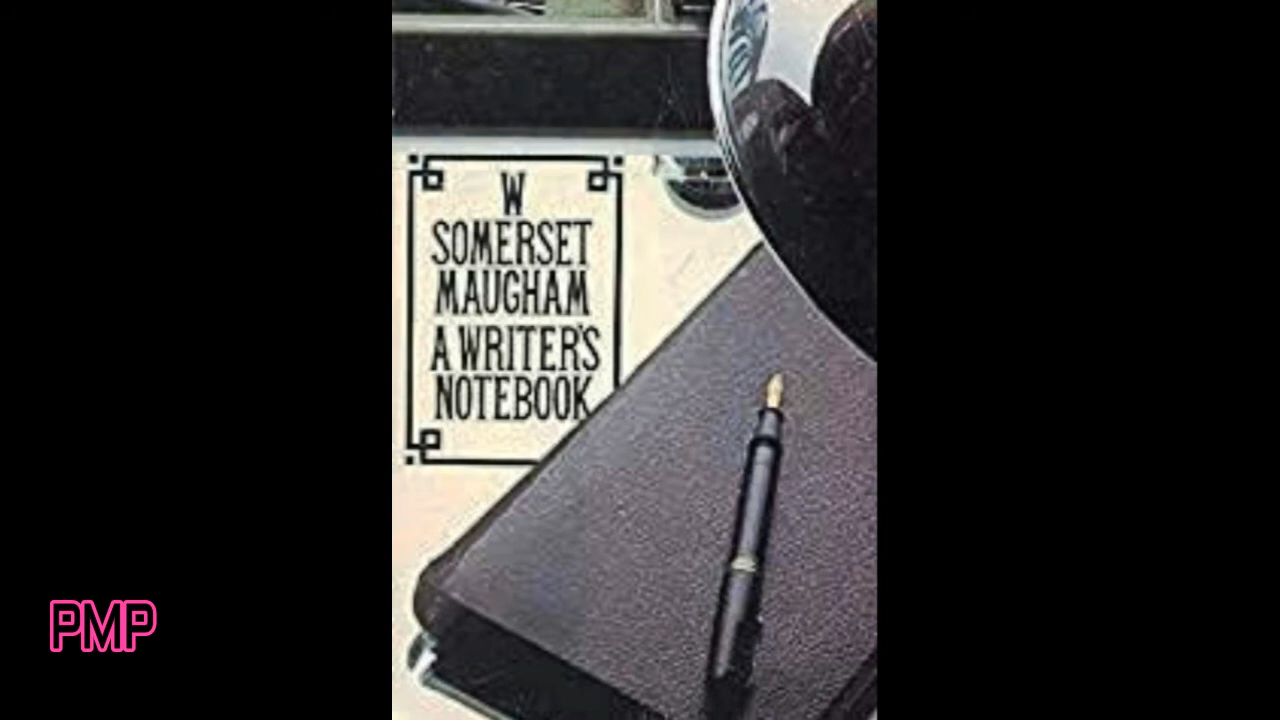 W
SOMERSET
MAUGHAM
A WRITER'S
NOTEBOOK
PMP